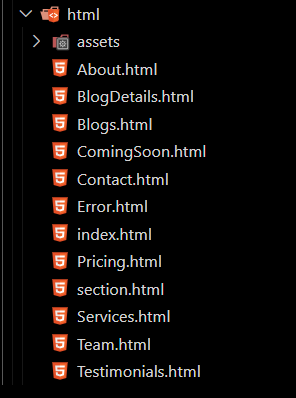 html
assets
About.html
BlogDetails.html
Blogs.html
ComingSoon.html
Contact.html
Error.html
index.html
Pricing.html
section.html
Services.html
Team.html
Testimonials.html